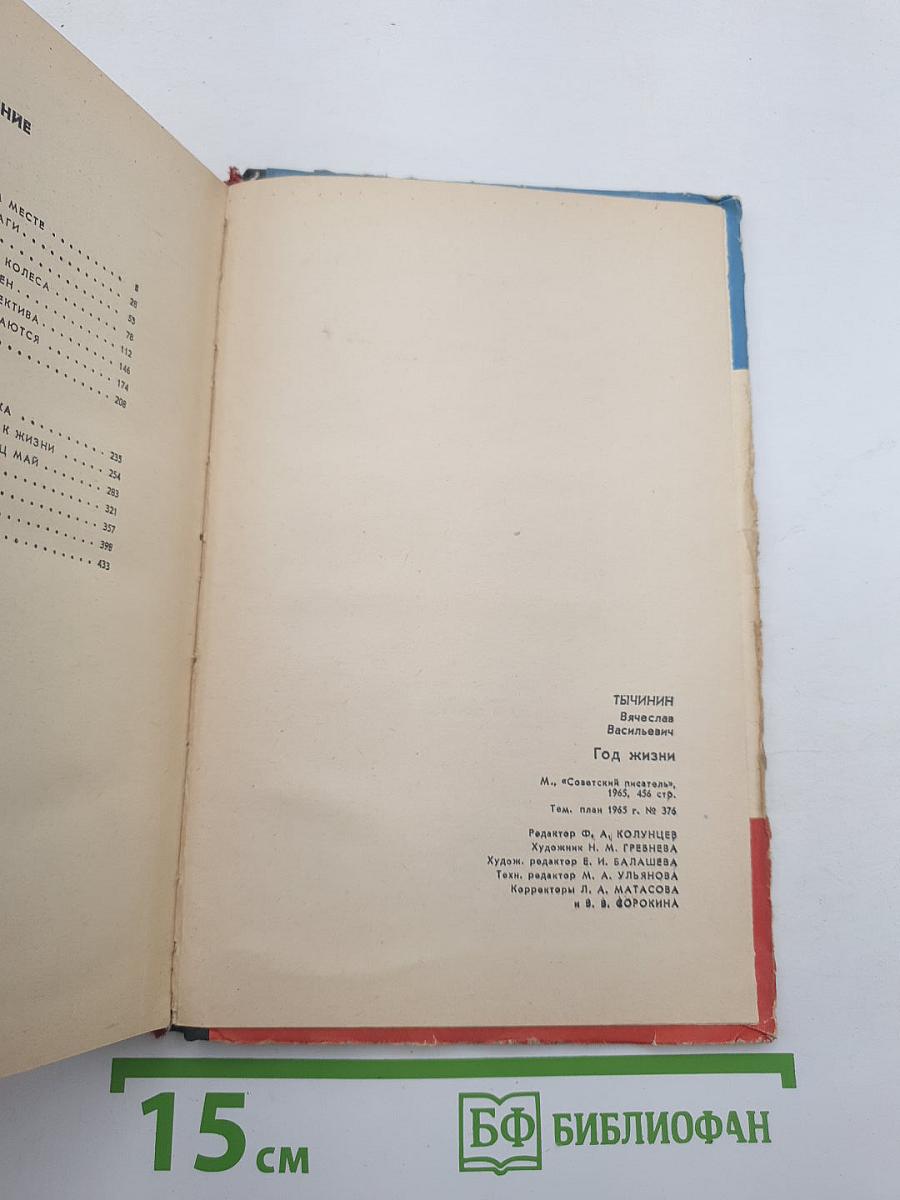 НИЕ
МЕСТЕ
АГИ
8
КОЛЕСА
28
ЕН
53
ЕКТИВА
78
АЮТСЯ
112
146
174
208
КА
К ЖИЗНИ
235
Ц МАЙ
254
283
321
357
398
433
ТЫЧИНИН
Вячеслав
Васильевич
Год жизни
М., «Советский писатель»,
1965, 456 стр.
Тем. план 1965 г. № 376
Редактор Ф. А. КОЛУНЦЕВ
Художник Н. М. ГРЕБНЕВА
Худож. редактор Е. И. БАЛАШЕВА
Техн. редактор М. А. УЛЬЯНОВА
Корректоры Л. А. МАТАСОВА
и В. В. СОРОКИНА
15 см
БФ БИБЛИОФАН